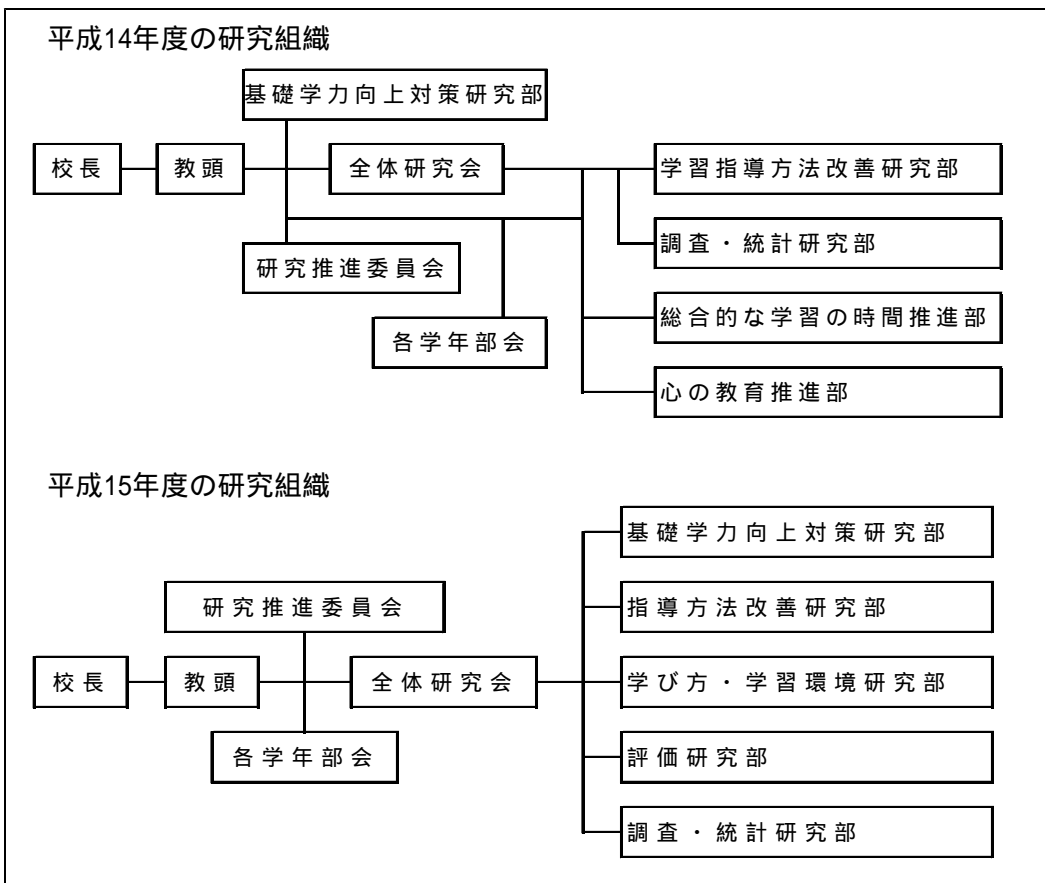 平成14年度の研究組織
基礎学力向上対策研究部
校長
教頭
全体研究会
学習指導方法改善研究部
調査・統計研究部
研究推進委員会
総合的な学習の時間推進部
各学年部会
心の教育推進部
平成15年度の研究組織
基礎学力向上対策研究部
研究推進委員会
指導方法改善研究部
校長
教頭
全体研究会
学び方・学習環境研究部
各学年部会
評価研究部
調査・統計研究部